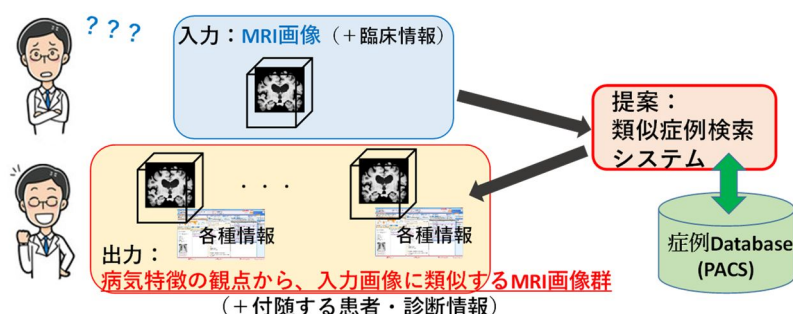 ???
入力：MRI画像（＋臨床情報）
提案：
類似症例検索
システム
・・・
各種情報
各種情報
出力：
病気特徴の観点から、入力画像に類似するMRI画像群
（＋付随する患者・診断情報）
症例Database
(PACS)